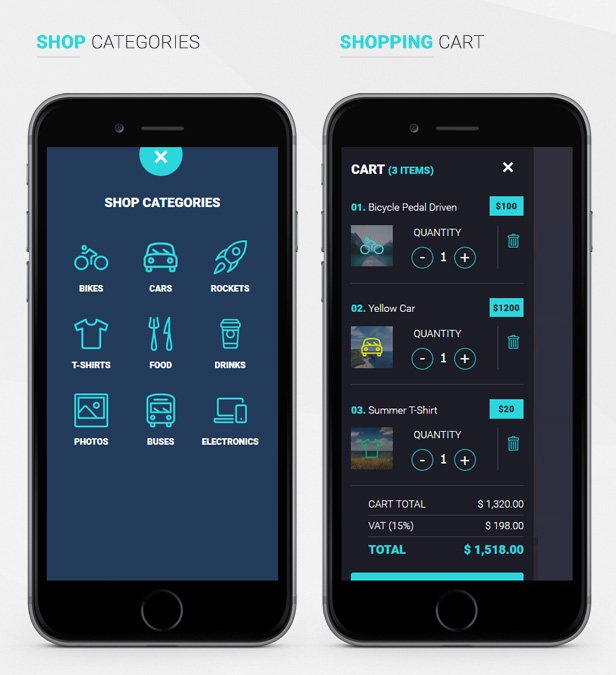 SHOP CATEGORIES
SHOPPING CART
SHOP CATEGORIES
BIKES
CARS
ROCKETS
T-SHIRTS
FOOD
DRINKS
PHOTOS
BUSES
ELECTRONICS
CART (3 ITEMS)
01. Bicycle Pedal Driven
$100
QUANTITY
- 1 +
02. Yellow Car
$1200
QUANTITY
- 1 +
03. Summer T-Shirt
$20
QUANTITY
- 1 +
CART TOTAL $ 1,320.00
VAT (15%) $ 198.00
TOTAL $ 1,518.00